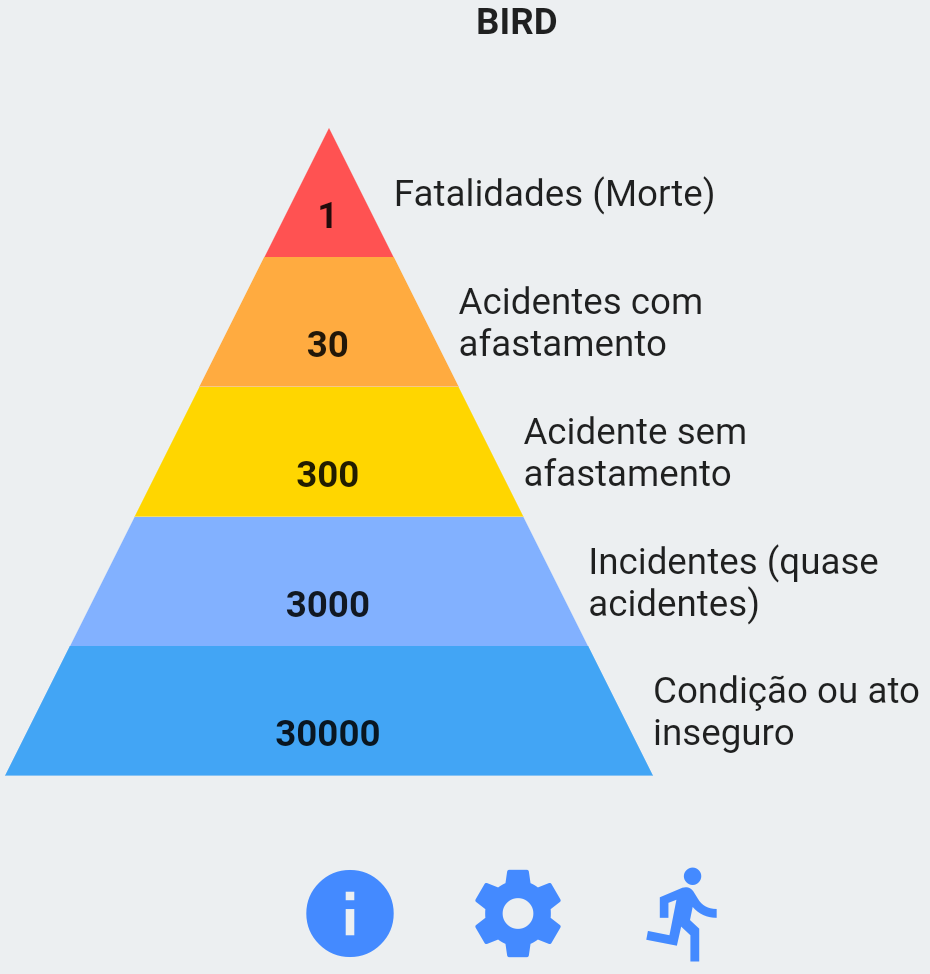 BIRD
1
Fatalidades (Morte)
Acidentes com
afastamento
30
Acidente sem
afastamento
300
Incidentes (quase
acidentes)
3000
Condição ou ato
inseguro
30000